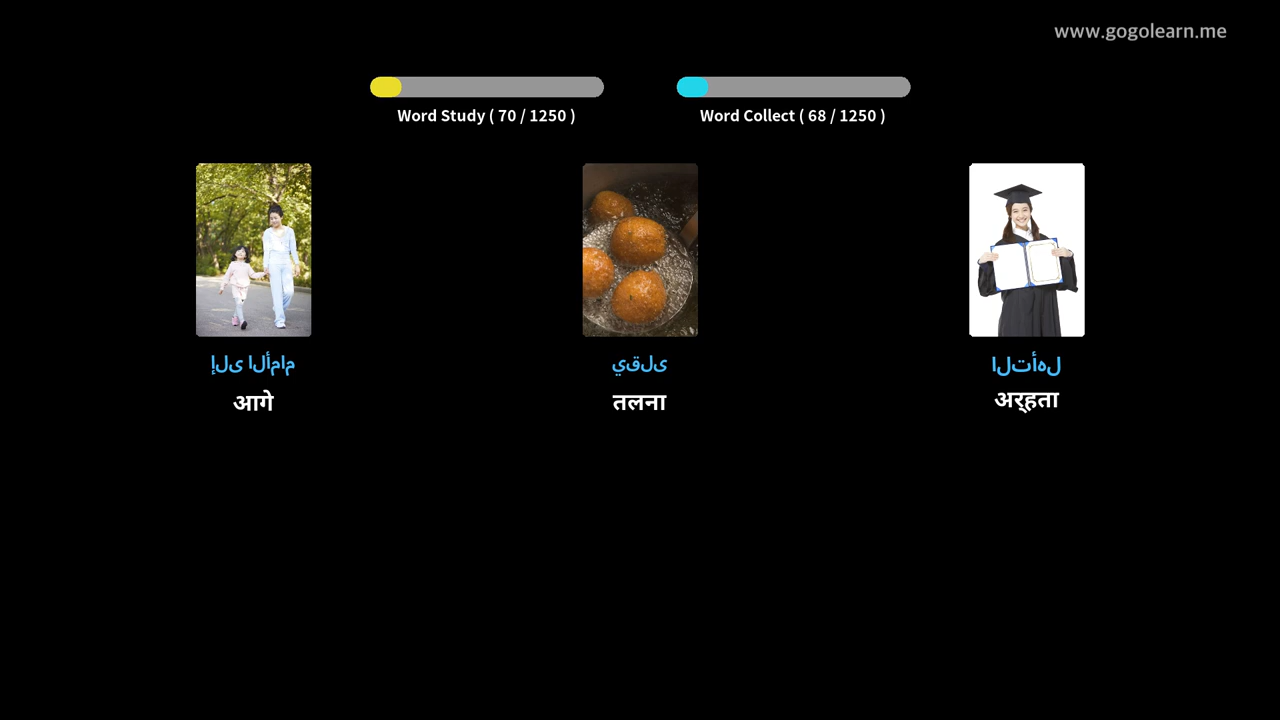 www.gogolearn.me
Word Study ( 70 / 1250 )
Word Collect ( 68 / 1250 )
إلى الأمام
आगे
يقلى
तलना
التأهل
अर्हता